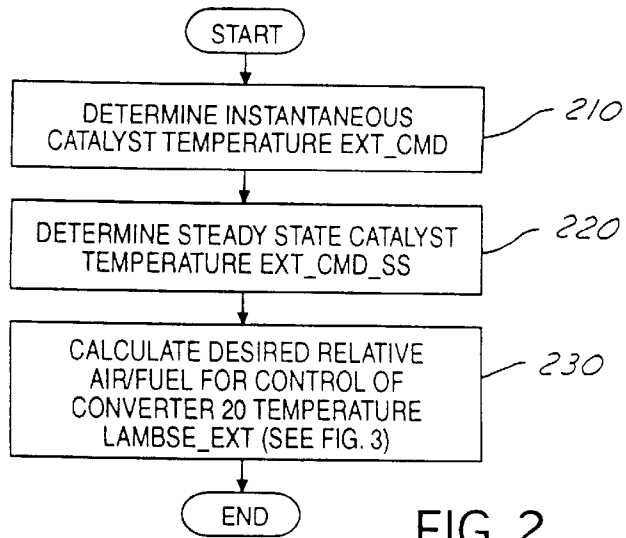 START
DETERMINE INSTANTANEOUS
CATALYST TEMPERATURE EXT_CMD
210
DETERMINE STEADY STATE CATALYST
TEMPERATURE EXT_CMD_SS
220
CALCULATE DESIRED RELATIVE
AIR/FUEL FOR CONTROL OF
CONVERTER 20 TEMPERATURE
LAMBSE_EXT (SEE FIG. 3)
230
END
FIG. 2